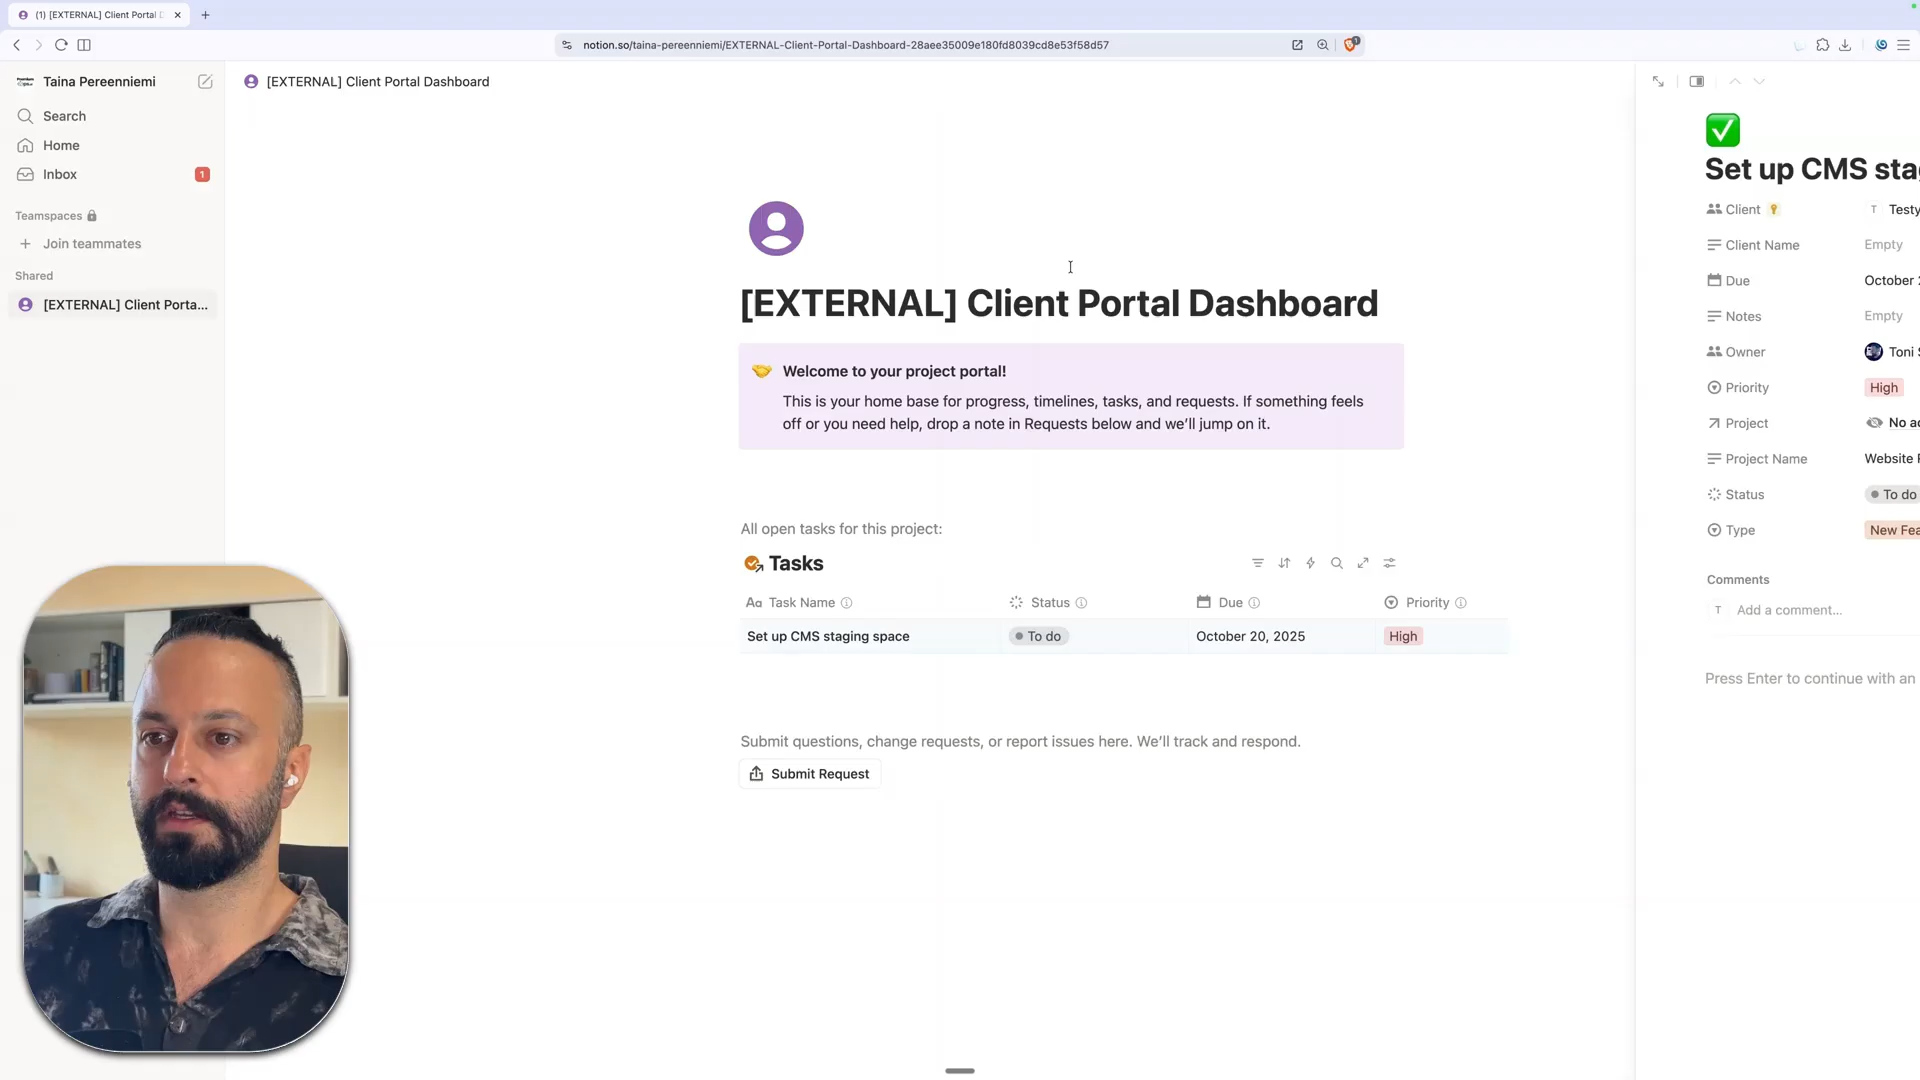 (1) [EXTERNAL] Client Portal D
notion.so/taina-pereenniemi/EXTERNAL-Client-Portal-Dashboard-28aee35009e180fd8039cd8e53f58d57
Taina Pereenniemi
Search
Home
Inbox
1
Teamspaces
Join teammates
Shared
[EXTERNAL] Client Porta...
[EXTERNAL] Client Portal Dashboard
[EXTERNAL] Client Portal Dashboard
Welcome to your project portal!
This is your home base for progress, timelines, tasks, and requests. If something feels
off or you need help, drop a note in Requests below and we'll jump on it.
All open tasks for this project:
Tasks
Aa Task Name Status Due Priority
Set up CMS staging space To do October 20, 2025 High
Submit questions, change requests, or report issues here. We'll track and respond.
Submit Request
Set up CMS sta
Client T Testy
Client Name Empty
Due October
Notes Empty
Owner Toni S
Priority High
Project No a
Project Name Website
Status To do
Type New Fea
Comments
T Add a comment...
Press Enter to continue with an